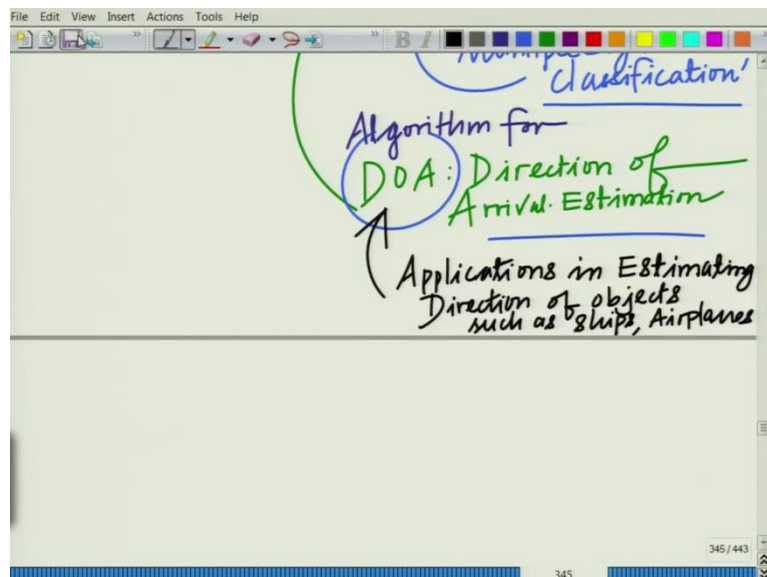 File Edit View Insert Actions Tools Help
B I
Classification'
Algorithm for
DOA: Direction of
Arrival. Estimation
Applications in Estimating
Direction of objects
such as ships, Airplanes
345 / 443
345